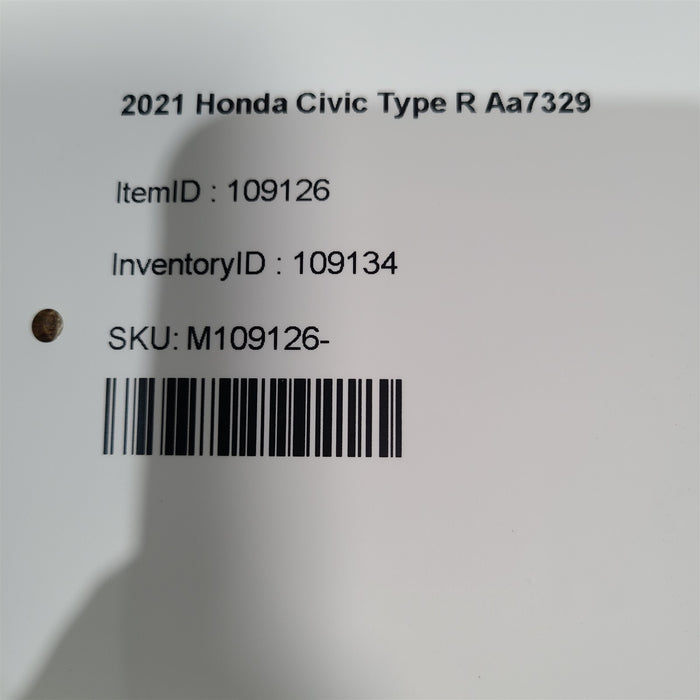 2021 Honda Civic Type R Aa7329
ItemID : 109126
InventoryID : 109134
SKU: M109126-